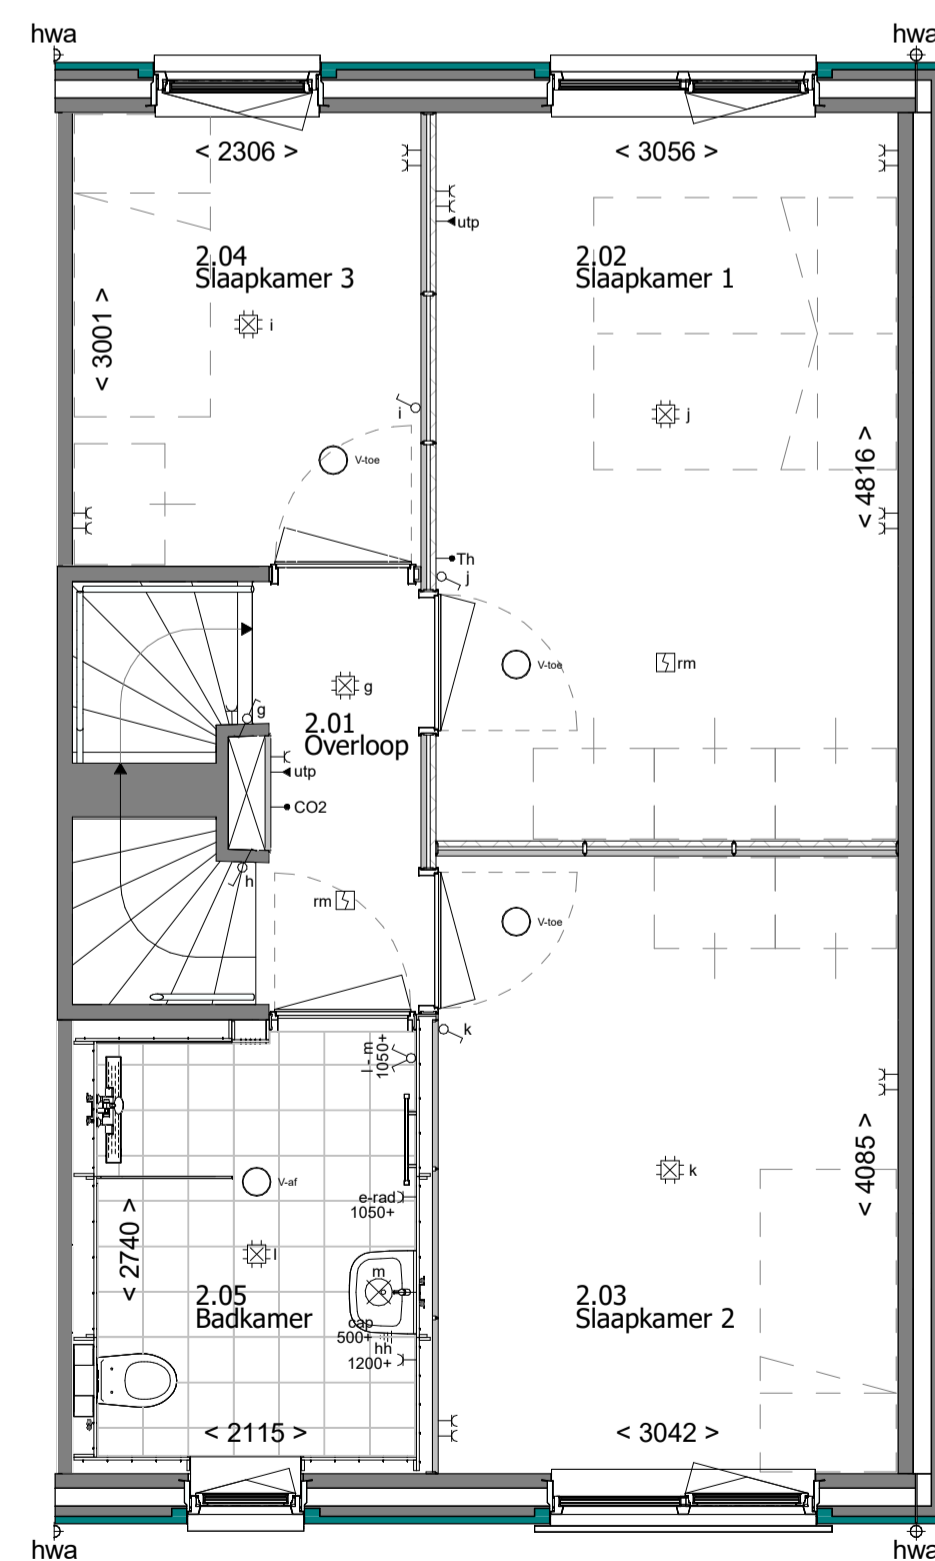 hwa
hwa
< 2306 >
< 3056 >
utp
2.04
Slaapkamer 3
2.02
Slaapkamer 1
i
< 3001 >
i
j
V-toe
< 4816 >
Th
j
V-toe
rm
g
g
2.01
Overloop
utp
CO2
h
rm
V-toe
k
l - m
1050+
k
V-af
e-rad
1050+
< 4085 >
< 2740 >
l
m
2.05
Badkamer
2.03
Slaapkamer 2
cap
500+
hh
1200+
< 2115 >
< 3042 >
hwa
hwa